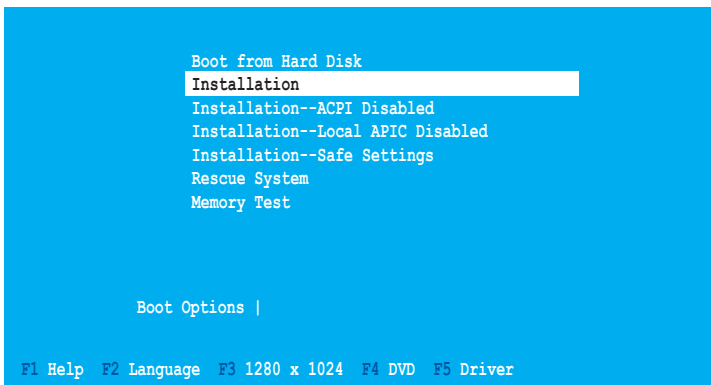 Boot from Hard Disk
Installation
Installation--ACPI Disabled
Installation--Local APIC Disabled
Installation--Safe Settings
Rescue System
Memory Test
Boot Options |
F1 Help F2 Language F3 1280 x 1024 F4 DVD F5 Driver